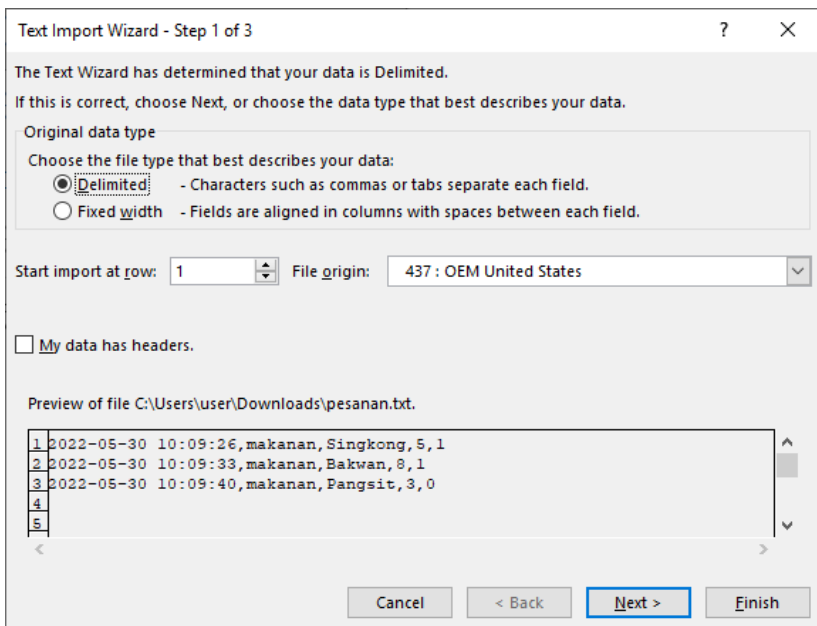 Text Import Wizard - Step 1 of 3
The Text Wizard has determined that your data is Delimited.
If this is correct, choose Next, or choose the data type that best describes your data.
Original data type
Choose the file type that best describes your data:
Delimited - Characters such as commas or tabs separate each field.
Fixed width - Fields are aligned in columns with spaces between each field.
Start import at row: 1 File origin: 437 : OEM United States
My data has headers.
Preview of file C:\Users\user\Downloads\pesanan.txt.
1 2022-05-30 10:09:26,makanan,Singkong,5,1
2 2022-05-30 10:09:33,makanan,Bakwan,8,1
3 2022-05-30 10:09:40,makanan,Pangsit,3,0
4
5
Cancel < Back Next > Finish